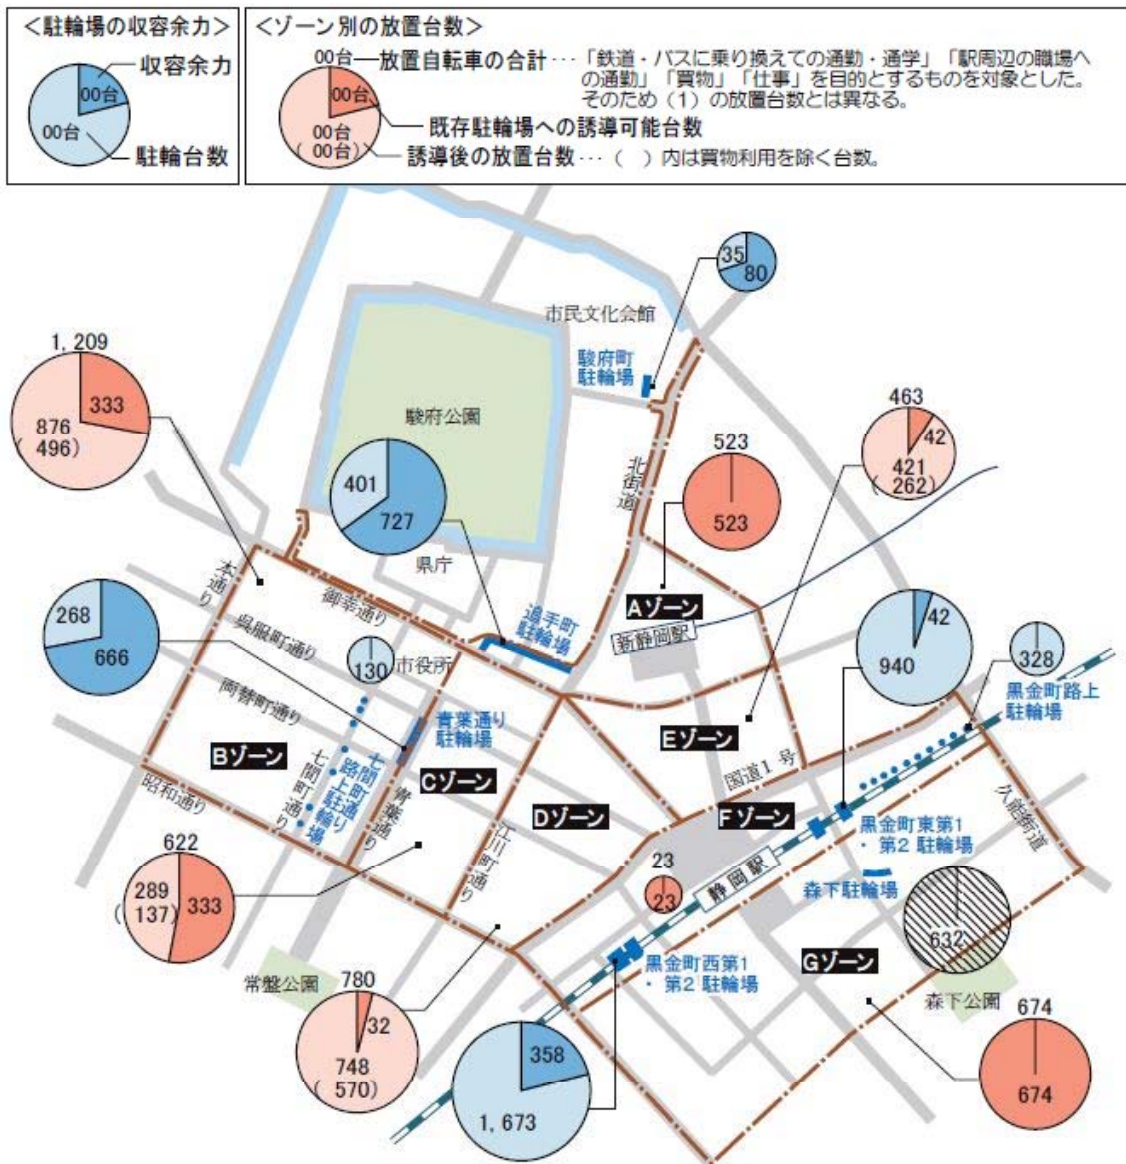 <駐輪場の収容余力>
収容余力
00台
00台
駐輪台数
<ゾーン別の放置台数>
00台
放置自転車の合計…「鉄道・バスに乗り換えての通勤・通学」「駅周辺の職場へ
の通勤」「買物」「仕事」を目的とするものを対象とした。
そのため(1)の放置台数とは異なる。
00台
00台
(00台)
既存駐輪場への誘導可能台数
誘導後の放置台数…( )内は買物利用を除く台数。
35
80
市民文化会館
駿府町
駐輪場
1,209
333
876
(496)
駿府公園
463
42
421
(262)
401
727
523
523
北街道
県庁
本通り
御幸通り
Aゾーン
追手町
駐輪場
新静岡駅
呉服町通り
268
666
42
940
328
130
市役所
黒金町路上
駐輪場
両替町通り
青葉通り
駐輪場
Eゾーン
Bゾーン
七間町通り
七間町通り
路上駐輪場
Cゾーン
国道1号
昭和通り
青葉通り
Dゾーン
Fゾーン
久能街道
江川町通り
黒金町東第1
・第2 駐輪場
622
289
(137)
333
23
23
静岡駅
森下駐輪場
632
黒金町西第1
・第2 駐輪場
Gゾーン
常盤公園
780
32
748
(570)
森下公園
674
674
358
1,673